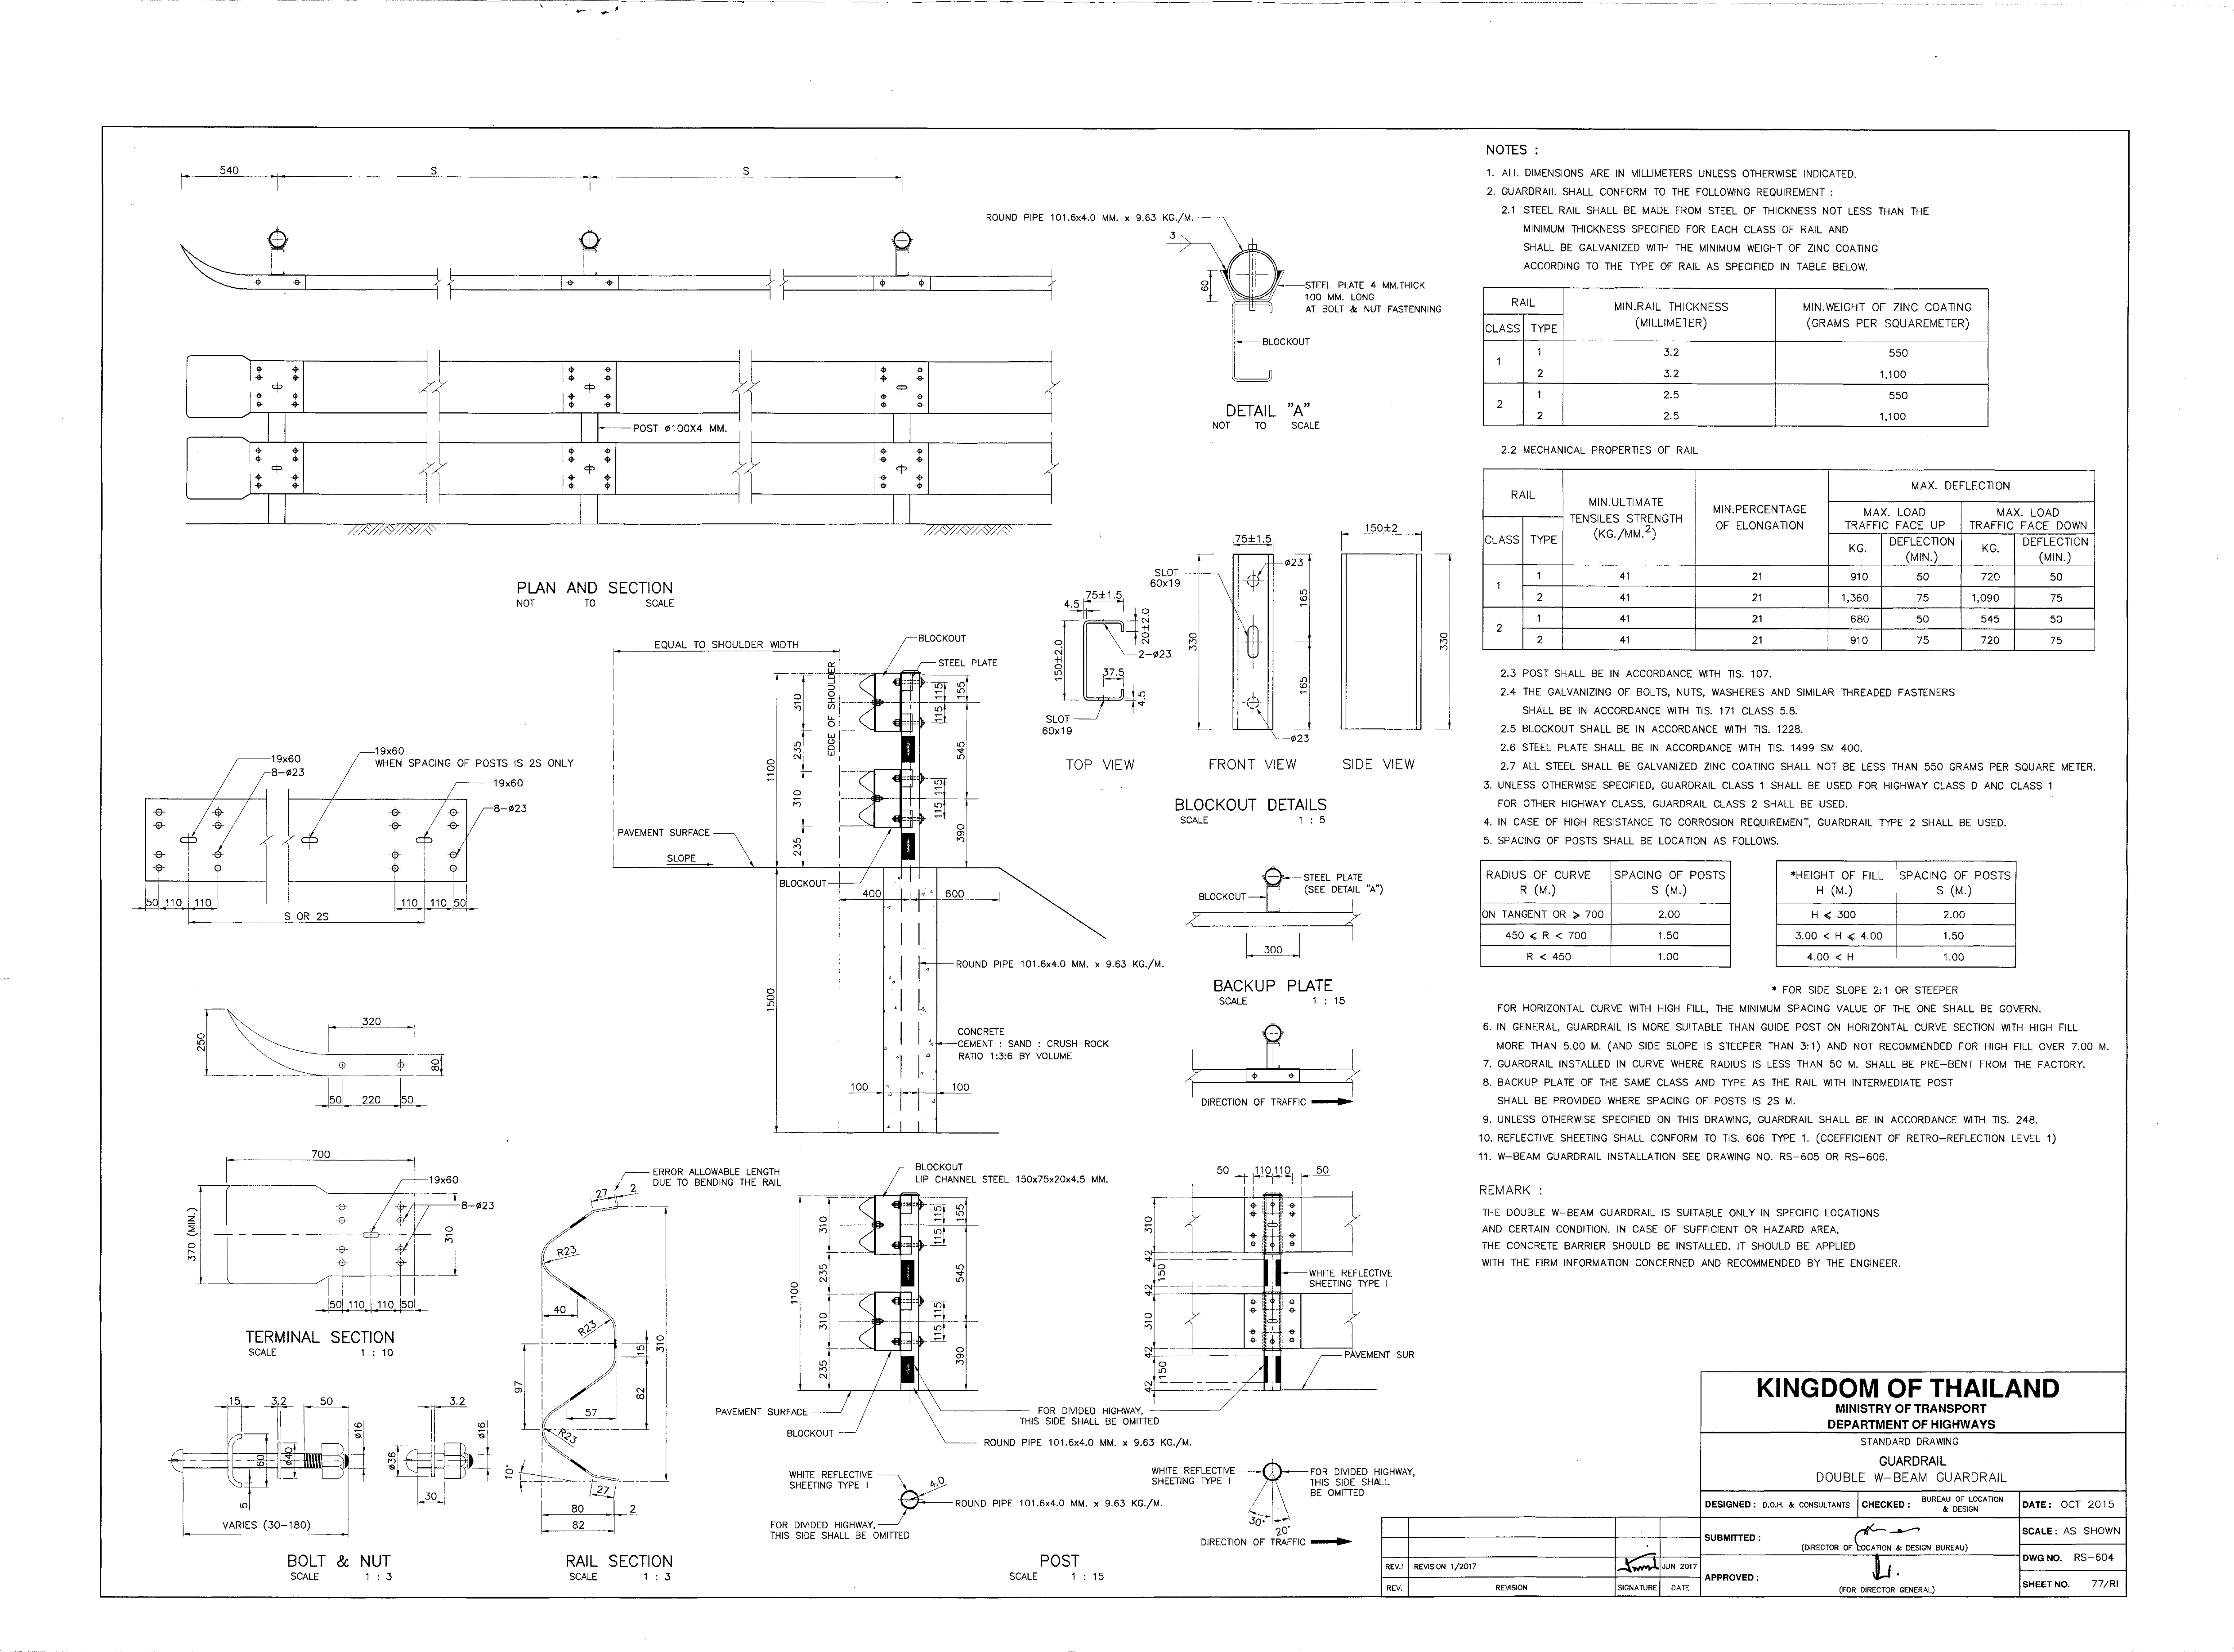 540
S
S
POST ø100X4 MM.
PLAN AND SECTION
NOT TO SCALE
ROUND PIPE 101.6x4.0 MM. x 9.63 KG./M.
3
60
STEEL PLATE 4 MM.THICK
100 MM. LONG
AT BOLT & NUT FASTENNING
BLOCKOUT
DETAIL "A"
NOT TO SCALE
19x60
8-ø23
19x60
WHEN SPACING OF POSTS IS 2S ONLY
19x60
8-ø23
50 110 110
110 110 50
S OR 2S
250
320
80
50 220 50
700
370 (MIN.)
19x60
8-ø23
310
50 110 110 50
TERMINAL SECTION
SCALE 1 : 10
15 3.2 50
ø16
60
ø40
5
VARIES (30-180)
3.2
ø36
ø16
30
BOLT & NUT
SCALE 1 : 3
ERROR ALLOWABLE LENGTH
DUE TO BENDING THE RAIL
27 2
R23
40
R23
310
15
97
82
57
R23
10°
27
80 2
82
RAIL SECTION
SCALE 1 : 3
EQUAL TO SHOULDER WIDTH
EDGE OF SHOULDER
BLOCKOUT
STEEL PLATE
1100
310
235
310
235
115 115
155
545
115 115
390
PAVEMENT SURFACE
SLOPE
BLOCKOUT
400 600
ROUND PIPE 101.6x4.0 MM. x 9.63 KG./M.
1500
CONCRETE
CEMENT : SAND : CRUSH ROCK
RATIO 1:3:6 BY VOLUME
100 100
75±1.5
4.5
20±2.0
150±2.0
2-ø23
37.5
4.5
SLOT
60x19
TOP VIEW
75±1.5
SLOT
60x19
ø23
330
165
165
ø23
FRONT VIEW
150±2
330
SIDE VIEW
BLOCKOUT DETAILS
SCALE 1 : 5
STEEL PLATE
(SEE DETAIL "A")
BLOCKOUT
300
BACKUP PLATE
SCALE 1 : 15
DIRECTION OF TRAFFIC
BLOCKOUT
LIP CHANNEL STEEL 150x75x20x4.5 MM.
1100
310
235
310
235
115 115
155
545
115 115
390
PAVEMENT SURFACE
BLOCKOUT
FOR DIVIDED HIGHWAY,
THIS SIDE SHALL BE OMITTED
ROUND PIPE 101.6x4.0 MM. x 9.63 KG./M.
50 110 110 50
310
42
150
42
310
42
150
42
WHITE REFLECTIVE
SHEETING TYPE I
PAVEMENT SUR
WHITE REFLECTIVE
SHEETING TYPE I
4.0
ROUND PIPE 101.6x4.0 MM. x 9.63 KG./M.
FOR DIVIDED HIGHWAY,
THIS SIDE SHALL BE OMITTED
WHITE REFLECTIVE
SHEETING TYPE I
FOR DIVIDED HIGHWAY,
THIS SIDE SHALL
BE OMITTED
30°
20°
DIRECTION OF TRAFFIC
POST
SCALE 1 : 15
NOTES :
1. ALL DIMENSIONS ARE IN MILLIMETERS UNLESS OTHERWISE INDICATED.
2. GUARDRAIL SHALL CONFORM TO THE FOLLOWING REQUIREMENT :
2.1 STEEL RAIL SHALL BE MADE FROM STEEL OF THICKNESS NOT LESS THAN THE
MINIMUM THICKNESS SPECIFIED FOR EACH CLASS OF RAIL AND
SHALL BE GALVANIZED WITH THE MINIMUM WEIGHT OF ZINC COATING
ACCORDING TO THE TYPE OF RAIL AS SPECIFIED IN TABLE BELOW.
RAIL MIN.RAIL THICKNESS MIN.WEIGHT OF ZINC COATING
CLASS TYPE (MILLIMETER) (GRAMS PER SQUAREMETER)
1 1 3.2 550
2 3.2 1,100
2 1 2.5 550
2 2.5 1,100
2.2 MECHANICAL PROPERTIES OF RAIL
RAIL MIN.ULTIMATE TENSILES STRENGTH (KG./MM.2) MIN.PERCENTAGE OF ELONGATION MAX. DEFLECTION
MAX. LOAD TRAFFIC FACE UP MAX. LOAD TRAFFIC FACE DOWN
CLASS TYPE KG. DEFLECTION (MIN.) KG. DEFLECTION (MIN.)
1 1 41 21 910 50 720 50
2 41 21 1,360 75 1,090 75
2 1 41 21 680 50 545 50
2 41 21 910 75 720 75
2.3 POST SHALL BE IN ACCORDANCE WITH TIS. 107.
2.4 THE GALVANIZING OF BOLTS, NUTS, WASHERES AND SIMILAR THREADED FASTENERS
SHALL BE IN ACCORDANCE WITH TIS. 171 CLASS 5.8.
2.5 BLOCKOUT SHALL BE IN ACCORDANCE WITH TIS. 1228.
2.6 STEEL PLATE SHALL BE IN ACCORDANCE WITH TIS. 1499 SM 400.
2.7 ALL STEEL SHALL BE GALVANIZED ZINC COATING SHALL NOT BE LESS THAN 550 GRAMS PER SQUARE METER.
3. UNLESS OTHERWISE SPECIFIED, GUARDRAIL CLASS 1 SHALL BE USED FOR HIGHWAY CLASS D AND CLASS 1
FOR OTHER HIGHWAY CLASS, GUARDRAIL CLASS 2 SHALL BE USED.
4. IN CASE OF HIGH RESISTANCE TO CORROSION REQUIREMENT, GUARDRAIL TYPE 2 SHALL BE USED.
5. SPACING OF POSTS SHALL BE LOCATION AS FOLLOWS.
RADIUS OF CURVE R (M.) SPACING OF POSTS S (M.)
ON TANGENT OR ⩾ 700 2.00
450 ⩽ R < 700 1.50
R < 450 1.00
*HEIGHT OF FILL H (M.) SPACING OF POSTS S (M.)
H ⩽ 300 2.00
3.00 < H ⩽ 4.00 1.50
4.00 < H 1.00
* FOR SIDE SLOPE 2:1 OR STEEPER
FOR HORIZONTAL CURVE WITH HIGH FILL, THE MINIMUM SPACING VALUE OF THE ONE SHALL BE GOVERN.
6. IN GENERAL, GUARDRAIL IS MORE SUITABLE THAN GUIDE POST ON HORIZONTAL CURVE SECTION WITH HIGH FILL
MORE THAN 5.00 M. (AND SIDE SLOPE IS STEEPER THAN 3:1) AND NOT RECOMMENDED FOR HIGH FILL OVER 7.00 M.
7. GUARDRAIL INSTALLED IN CURVE WHERE RADIUS IS LESS THAN 50 M. SHALL BE PRE-BENT FROM THE FACTORY.
8. BACKUP PLATE OF THE SAME CLASS AND TYPE AS THE RAIL WITH INTERMEDIATE POST
SHALL BE PROVIDED WHERE SPACING OF POSTS IS 2S M.
9. UNLESS OTHERWISE SPECIFIED ON THIS DRAWING, GUARDRAIL SHALL BE IN ACCORDANCE WITH TIS. 248.
10. REFLECTIVE SHEETING SHALL CONFORM TO TIS. 606 TYPE 1. (COEFFICIENT OF RETRO-REFLECTION LEVEL 1)
11. W-BEAM GUARDRAIL INSTALLATION SEE DRAWING NO. RS-605 OR RS-606.
REMARK :
THE DOUBLE W-BEAM GUARDRAIL IS SUITABLE ONLY IN SPECIFIC LOCATIONS
AND CERTAIN CONDITION. IN CASE OF SUFFICIENT OR HAZARD AREA,
THE CONCRETE BARRIER SHOULD BE INSTALLED. IT SHOULD BE APPLIED
WITH THE FIRM INFORMATION CONCERNED AND RECOMMENDED BY THE ENGINEER.
KINGDOM OF THAILAND
MINISTRY OF TRANSPORT
DEPARTMENT OF HIGHWAYS
STANDARD DRAWING
GUARDRAIL
DOUBLE W-BEAM GUARDRAIL
DESIGNED : D.O.H. & CONSULTANTS CHECKED : BUREAU OF LOCATION & DESIGN DATE : OCT 2015
SUBMITTED : (DIRECTOR OF LOCATION & DESIGN BUREAU) SCALE : AS SHOWN
DWG NO. RS-604
APPROVED : (FOR DIRECTOR GENERAL) SHEET NO. 77/RI
REV.1 REVISION 1/2017 JUN 2017
REV. REVISION SIGNATURE DATE